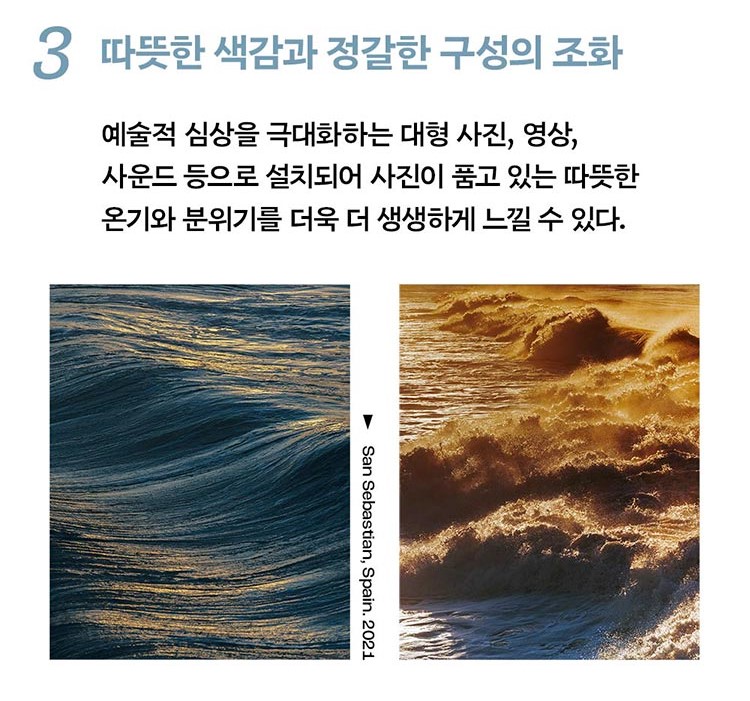 3 따뜻한 색감과 정갈한 구성의 조화
예술적 심상을 극대화하는 대형 사진, 영상,
사운드 등으로 설치되어 사진이 품고 있는 따뜻한
온기와 분위기를 더욱 더 생생하게 느낄 수 있다.
▼ San Sebastian, Spain. 2021